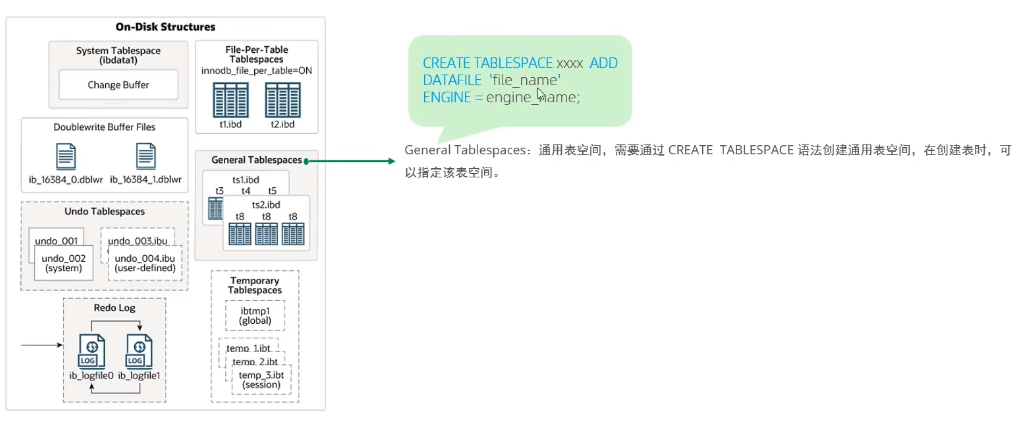 On-Disk Structures
System Tablespace
(ibdata1)
Change Buffer
File-Per-Table
Tablespaces
innodb_file_per_table=ON
t1.ibd
t2.ibd
Doublewrite Buffer Files
ib_16384_0.dblwr
ib_16384_1.dblwr
General Tablespaces
ts1.ibd
t3 t4 t5
ts2.ibd
t8 t8 t8
Undo Tablespaces
undo_001
undo_002
(system)
undo_003.ibu
undo_004.ibu
(user-defined)
Temporary
Tablespaces
ibtmp1
(global)
temp_1.ibt
temp_2.ibt
temp_3.ibt
(session)
Redo Log
LOG
LOG
ib_logfile0
ib_logfile1
CREATE TABLESPACE xxxx ADD
DATAFILE 'file_name'
ENGINE = engine_name;
General Tablespaces：通用表空间，需要通过 CREATE TABLESPACE 语法创建通用表空间，在创建表时，可
以指定该表空间。